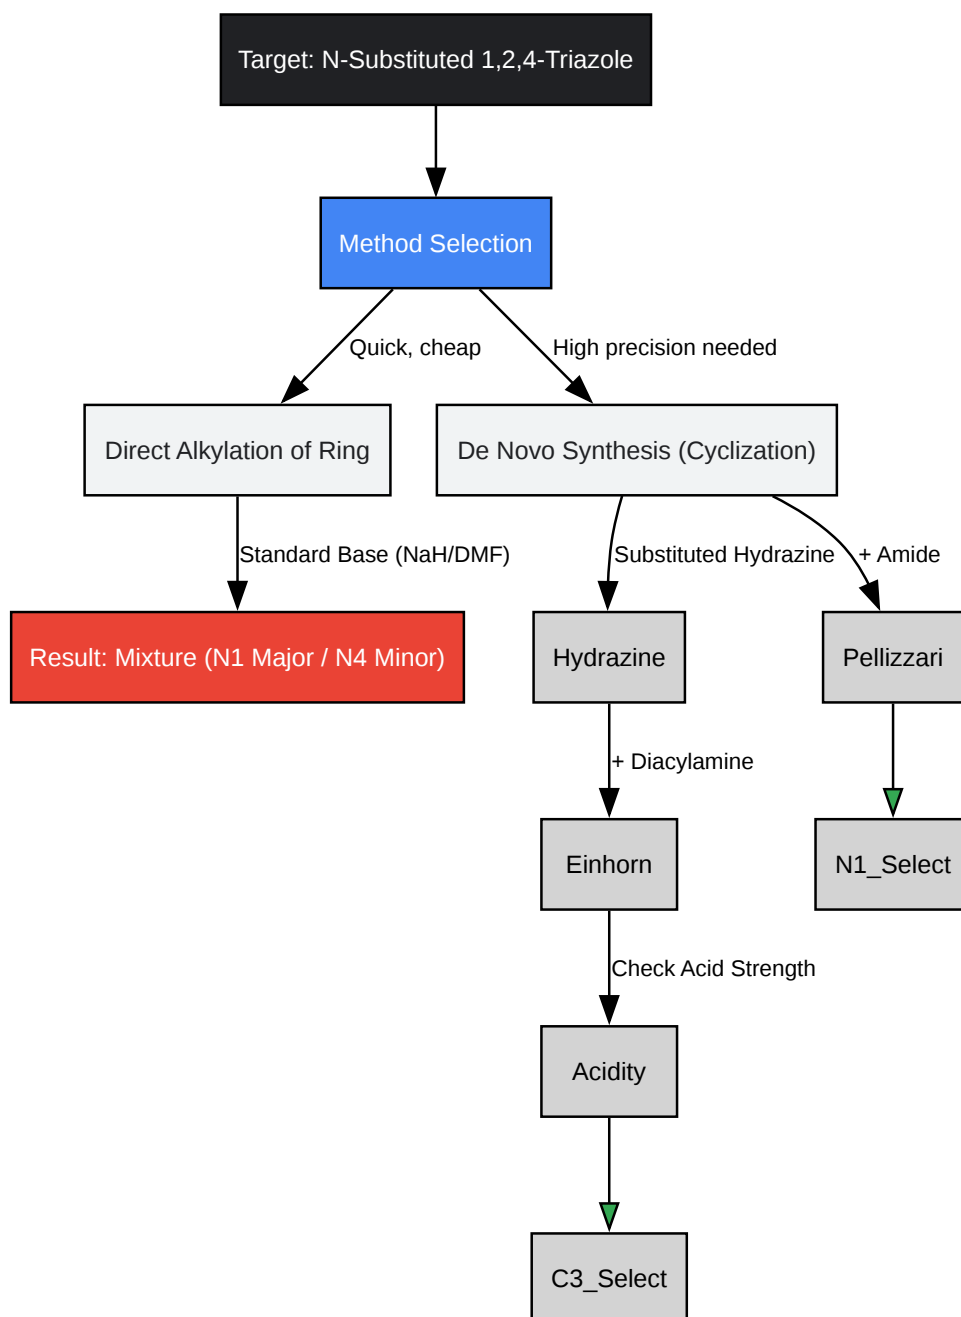 Target: N-Substituted 1,2,4-Triazole
Method Selection
Quick, cheap
High precision needed
Direct Alkylation of Ring
De Novo Synthesis (Cyclization)
Standard Base (NaH/DMF)
Substituted Hydrazine
+ Amide
Result: Mixture (N1 Major / N4 Minor)
Hydrazine
Pellizzari
+ Diacylamine
Einhorn
N1_Select
Check Acid Strength
Acidity
C3_Select